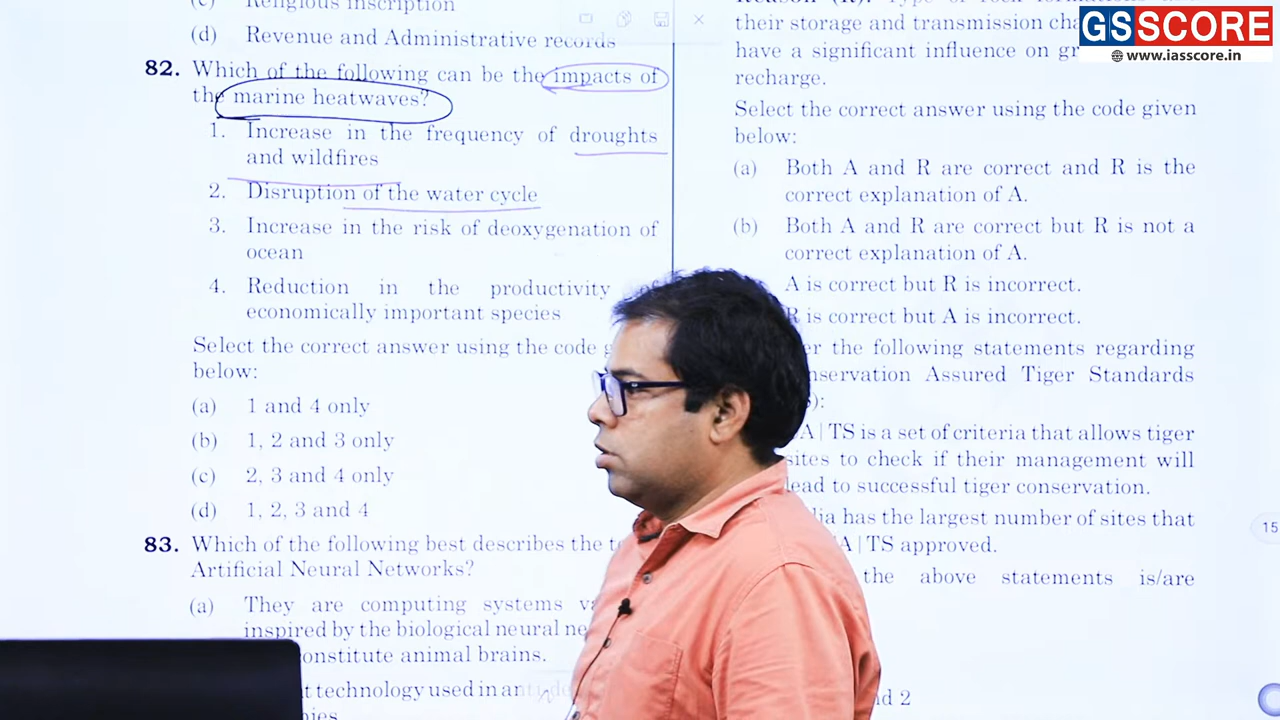 (c) Religious inscription
(d) Revenue and Administrative records
82. Which of the following can be the impacts of
the marine heatwaves?
1. Increase in the frequency of droughts
and wildfires
2. Disruption of the water cycle
3. Increase in the risk of deoxygenation of
ocean
4. Reduction in the productivity of
economically important species
Select the correct answer using the code
below:
(a) 1 and 4 only
(b) 1, 2 and 3 only
(c) 2, 3 and 4 only
(d) 1, 2, 3 and 4
83. Which of the following best describes the
Artificial Neural Networks?
(a) They are computing systems
inspired by the biological neural
constitute animal brains.
technology used in
their storage and transmission
have a significant influence on
recharge.
Select the correct answer using the code given
below:
(a) Both A and R are correct and R is the
correct explanation of A.
(b) Both A and R are correct but R is not a
correct explanation of A.
A is correct but R is incorrect.
R is correct but A is incorrect.
the following statements regarding
Assured Tiger Standards
A|TS is a set of criteria that allows tiger
sites to check if their management will
lead to successful tiger conservation.
has the largest number of sites that
A|TS approved.
the above statements is/are
2
15
GSSCORE
www.iasscore.in